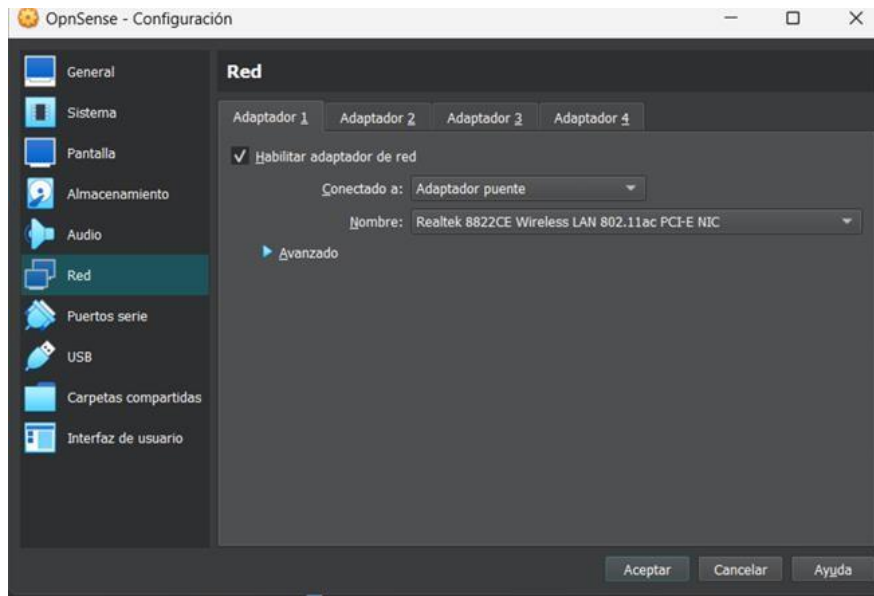 OpnSense - Configuración
General
Sistema
Pantalla
Almacenamiento
Audio
Red
Puertos serie
USB
Carpetas compartidas
Interfaz de usuario
Red
Adaptador 1 Adaptador 2 Adaptador 3 Adaptador 4
Habilitar adaptador de red
Conectado a: Adaptador puente
Nombre: Realtek 8822CE Wireless LAN 802.11ac PCI-E NIC
Avanzado
Aceptar Cancelar Ayuda